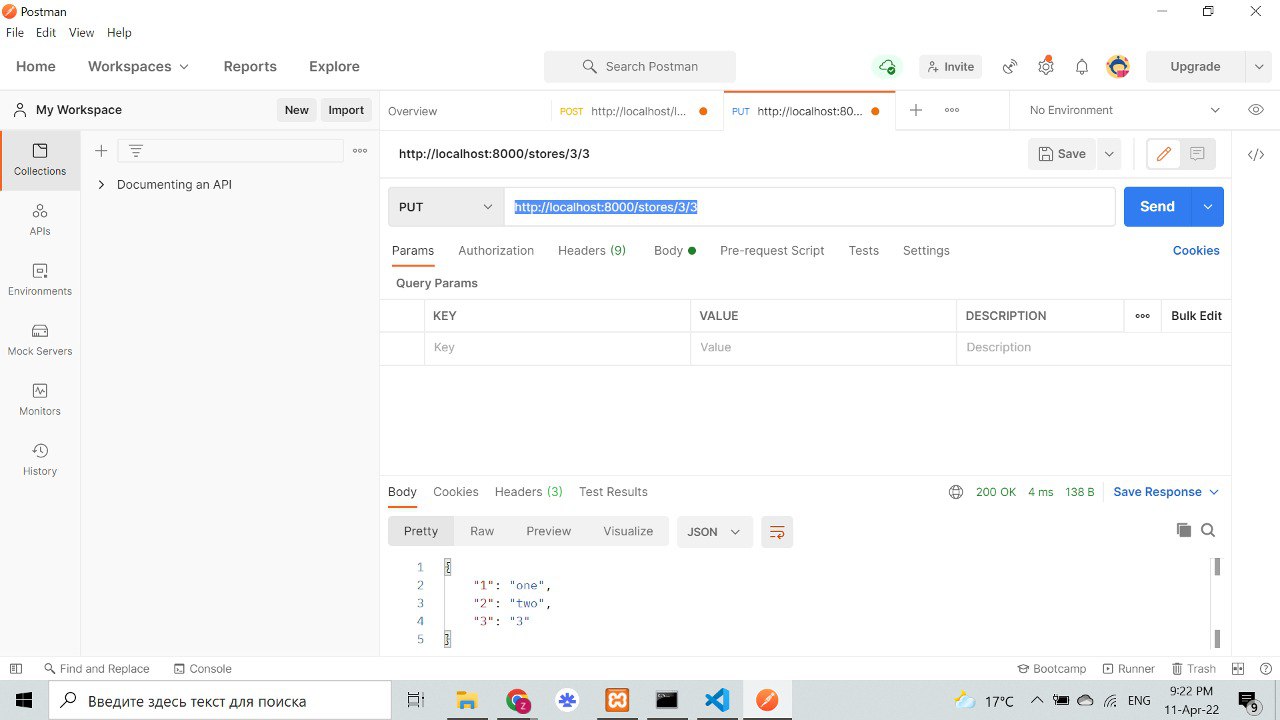 Postman
File Edit View Help
Home Workspaces Reports Explore Search Postman Invite Upgrade
My Workspace New Import Overview POST http://localhost/l... PUT http://localhost:80... No Environment
http://localhost:8000/stores/3/3 Save
Collections Documenting an API
PUT http://localhost:8000/stores/3/3 Send
APIs
Params Authorization Headers (9) Body Pre-request Script Tests Settings Cookies
Query Params
Environments
KEY VALUE DESCRIPTION Bulk Edit
Key Value Description
Mock Servers
Monitors
History
Body Cookies Headers (3) Test Results 200 OK 4 ms 138 B Save Response
Pretty Raw Preview Visualize JSON
1 {
2 "1": "one",
3 "2": "two",
4 "3": "3"
5 }
Find and Replace Console Bootcamp Runner Trash
Введите здесь текст для поиска Z 17°C ENG 9:22 PM
11-Apr-22 9